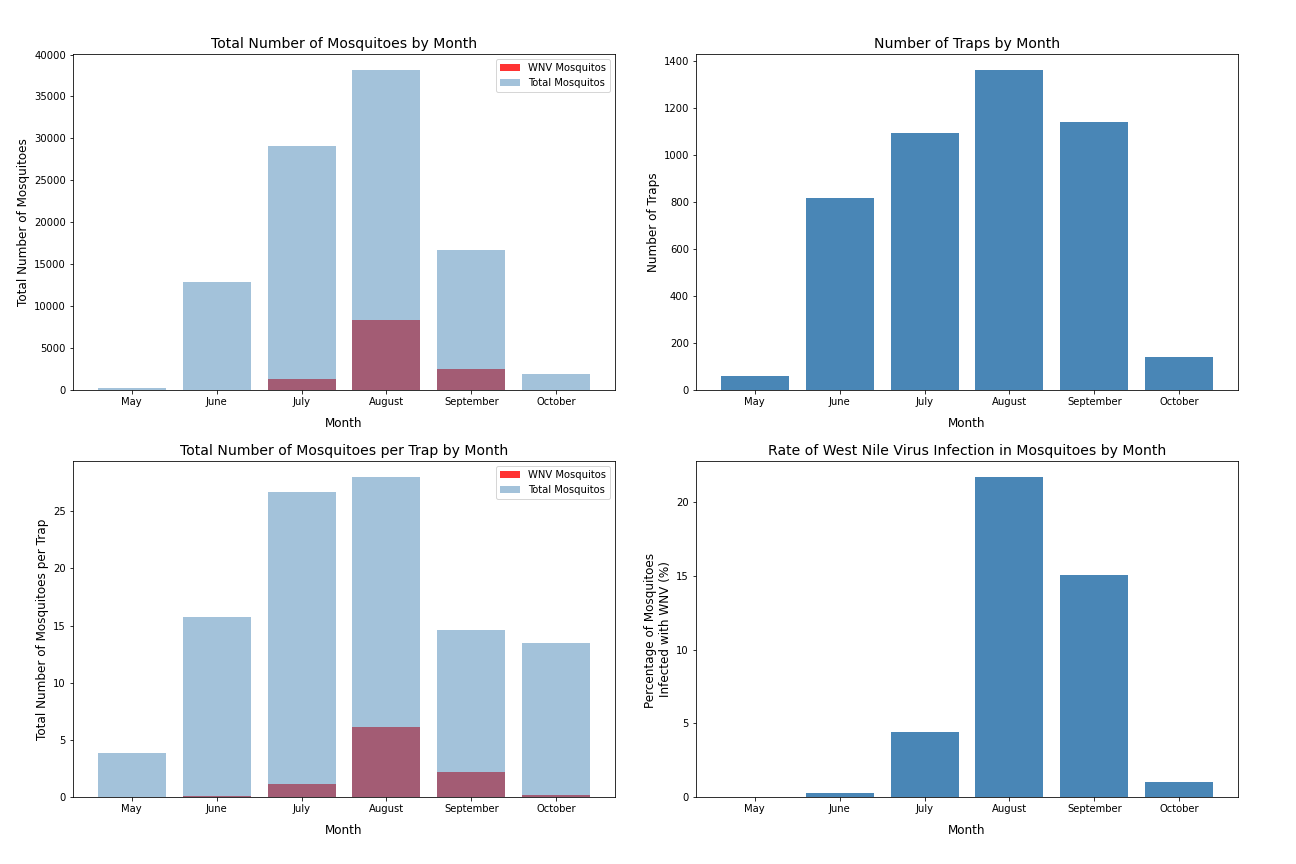 Total Number of Mosquitoes by Month
Total Number of Mosquitoes
40000
35000
30000
25000
20000
15000
10000
5000
0
WNV Mosquitos
Total Mosquitos
May June July August September October
Month
Number of Traps by Month
Number of Traps
1400
1200
1000
800
600
400
200
0
May June July August September October
Month
Total Number of Mosquitoes per Trap by Month
Total Number of Mosquitoes per Trap
25
20
15
10
5
0
WNV Mosquitos
Total Mosquitos
May June July August September October
Month
Rate of West Nile Virus Infection in Mosquitoes by Month
Percentage of Mosquitoes
Infected with WNV (%)
20
15
10
5
0
May June July August September October
Month